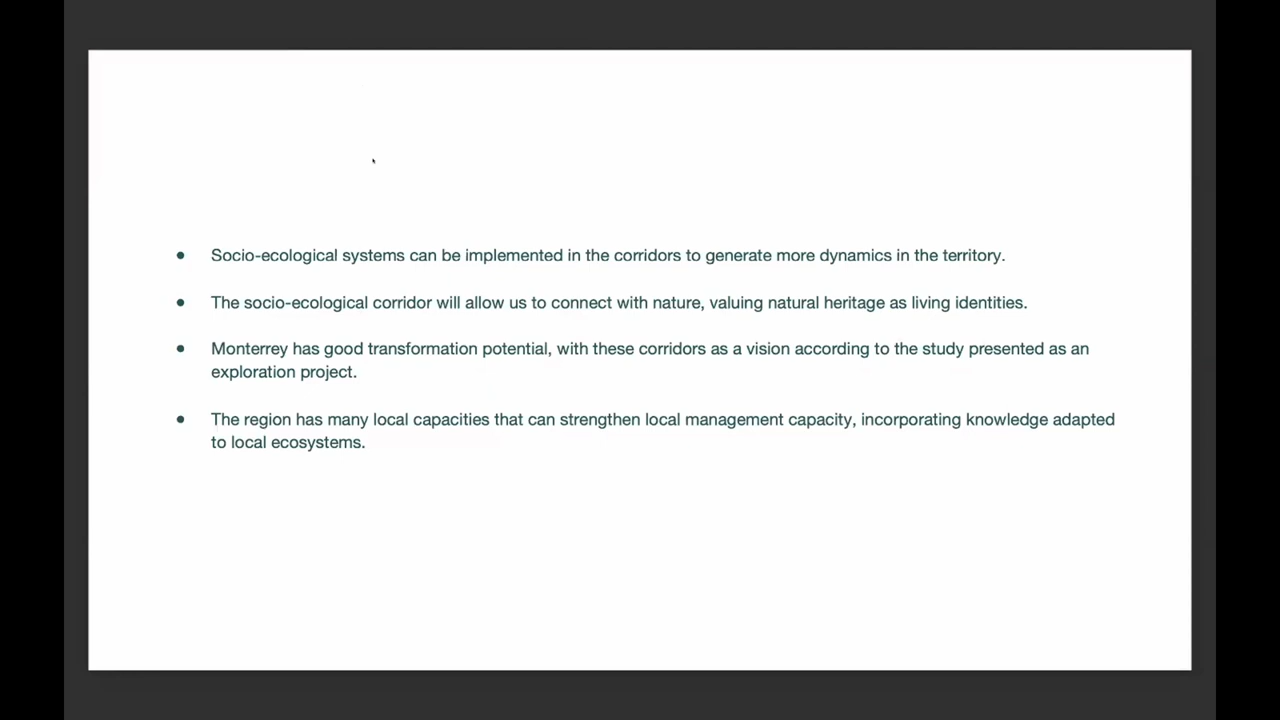 • Socio-ecological systems can be implemented in the corridors to generate more dynamics in the territory.
• The socio-ecological corridor will allow us to connect with nature, valuing natural heritage as living identities.
• Monterrey has good transformation potential, with these corridors as a vision according to the study presented as an
exploration project.
• The region has many local capacities that can strengthen local management capacity, incorporating knowledge adapted
to local ecosystems.